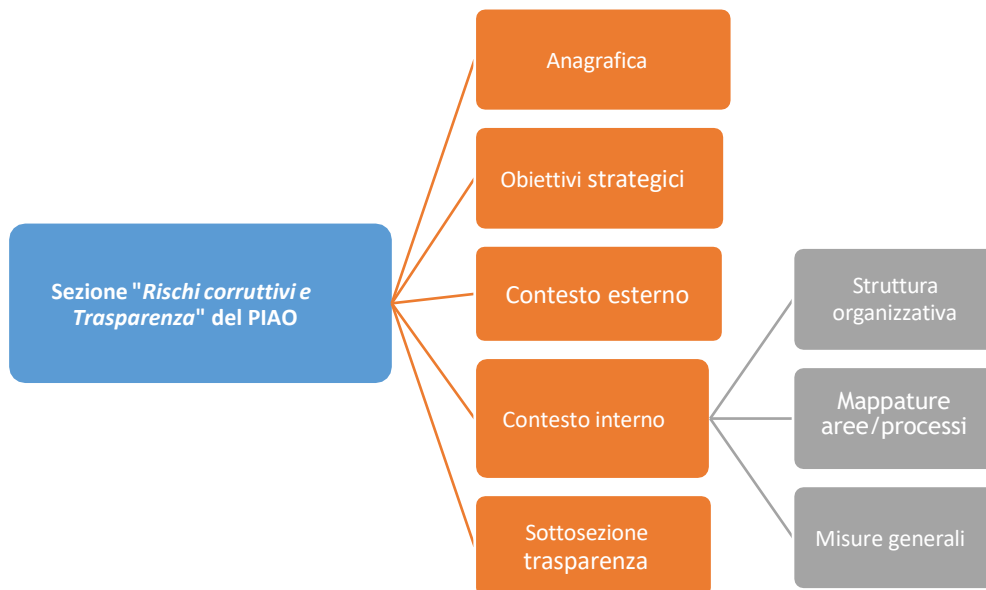 Sezione "Rischi corruttivi e
Trasparenza" del PIAO
Anagrafica
Obiettivi strategici
Contesto esterno
Contesto interno
Sottosezione
trasparenza
Struttura
organizzativa
Mappature
aree/processi
Misure generali